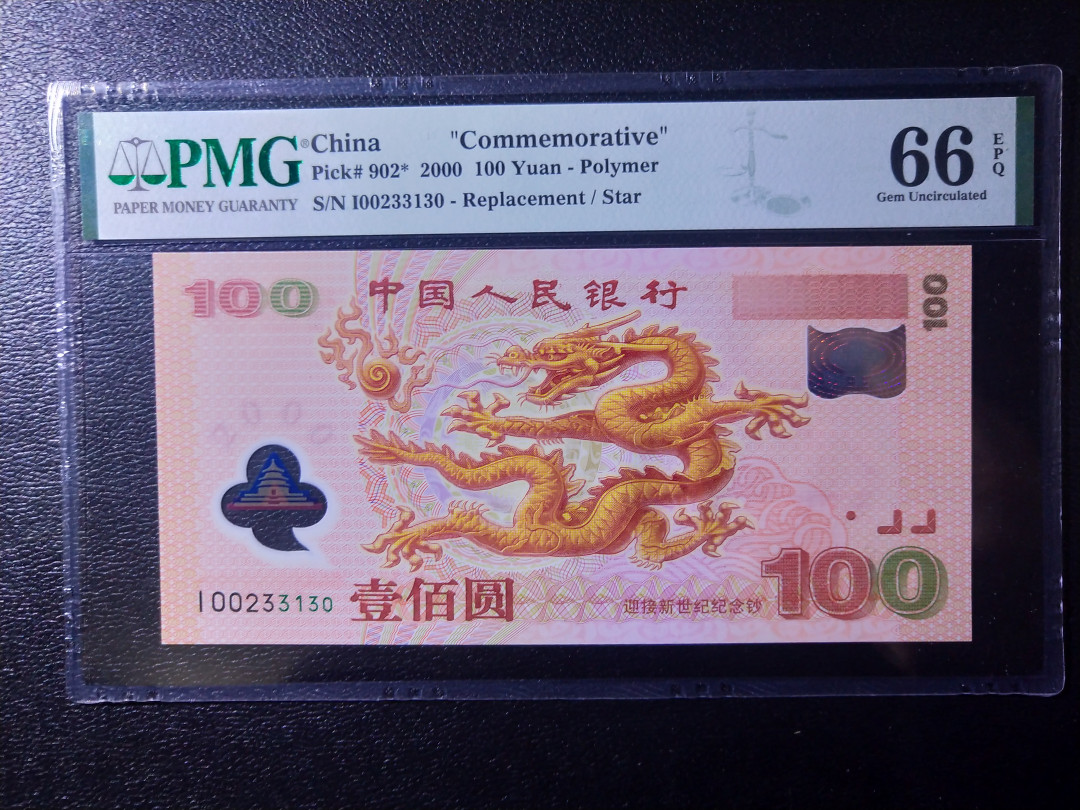 PMG® China "Commemorative"
Pick# 902* 2000 100 Yuan - Polymer
PAPER MONEY GUARANTY S/N I00233130 - Replacement / Star
66 EPQ
Gem Uncirculated
100 中国人民银行 100
2000
I00233130 壹佰圆 迎接新世纪纪念钞 100